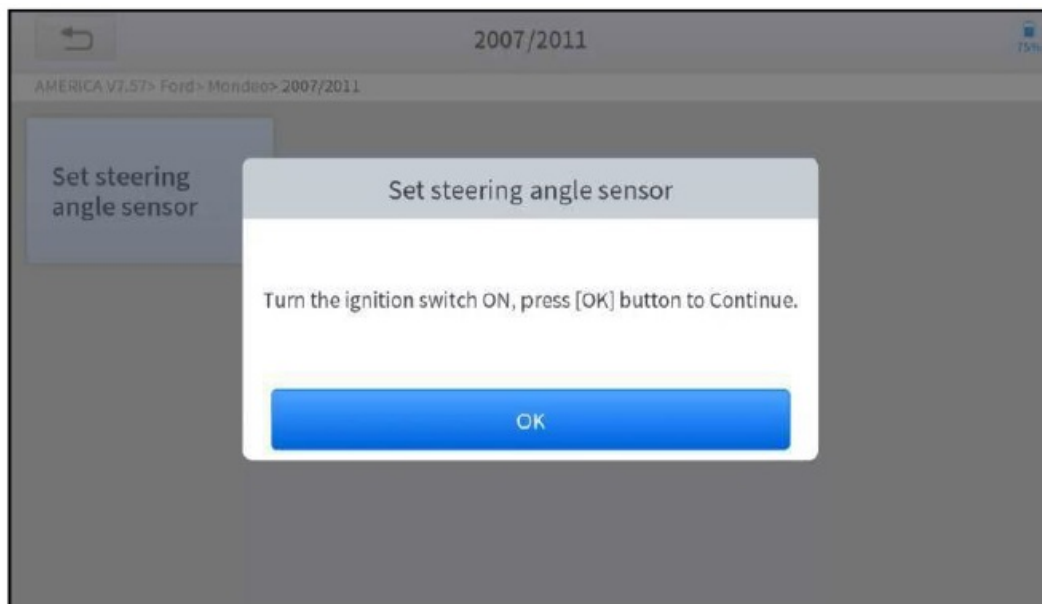 2007/2011
75%
AMERICA V7.57> Ford> Mondeo> 2007/2011
Set steering
angle sensor
Set steering angle sensor
Turn the ignition switch ON, press [OK] button to Continue.
OK